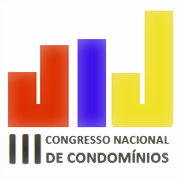 III CONGRESSO NACIONAL
DE CONDOMÍNIOS